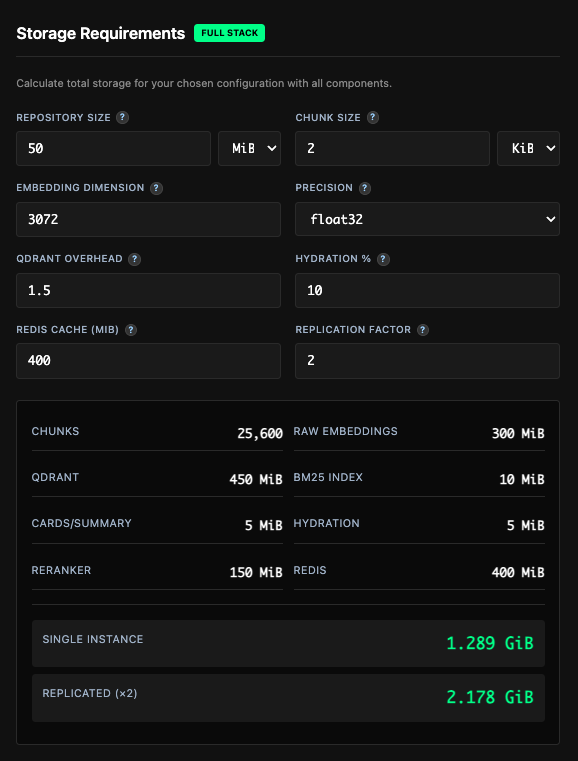 Storage Requirements FULL STACK
Calculate total storage for your chosen configuration with all components.
REPOSITORY SIZE ? CHUNK SIZE ?
50 MiB 2 KiB
EMBEDDING DIMENSION ? PRECISION ?
3072 float32
QDRANT OVERHEAD ? HYDRATION % ?
1.5 10
REDIS CACHE (MIB) ? REPLICATION FACTOR ?
400 2
CHUNKS 25,600 RAW EMBEDDINGS 300 MiB
QDRANT 450 MiB BM25 INDEX 10 MiB
CARDS/SUMMARY 5 MiB HYDRATION 5 MiB
RERANKER 150 MiB REDIS 400 MiB
SINGLE INSTANCE 1.289 GiB
REPLICATED (×2) 2.178 GiB